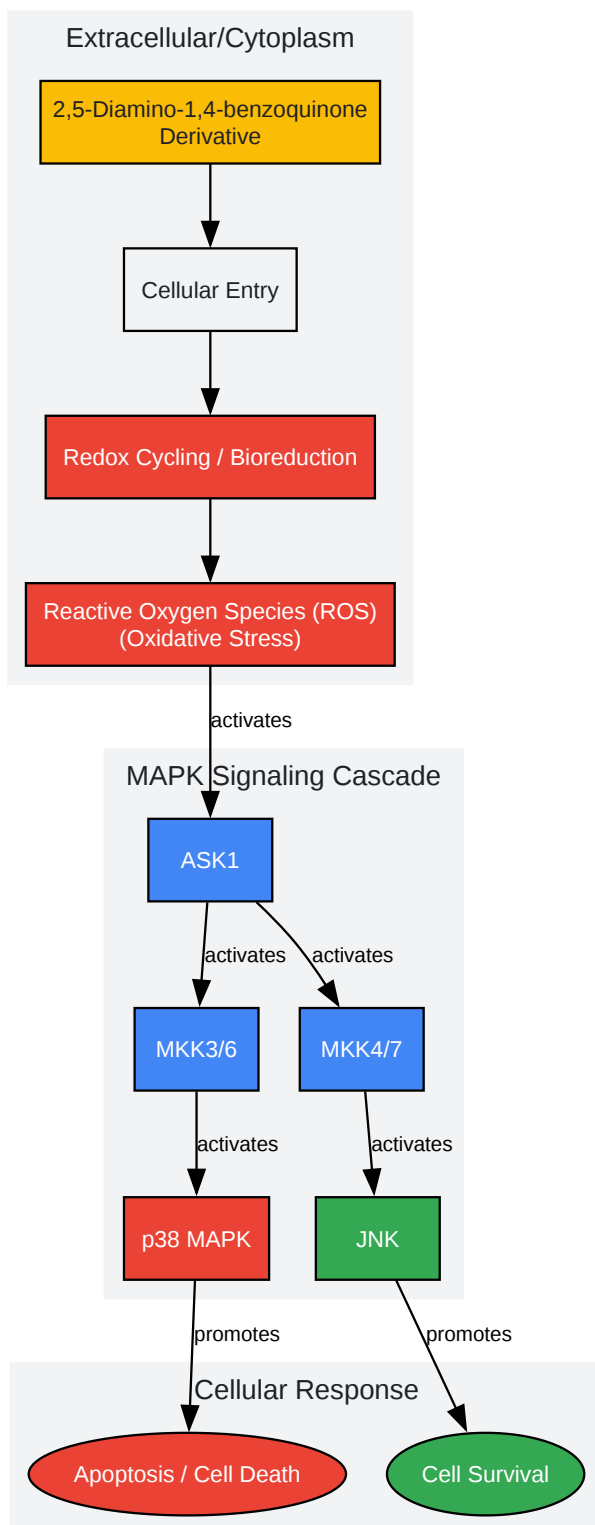 Extracellular/Cytoplasm
2,5-Diamino-1,4-benzoquinone
Derivative
Cellular Entry
Redox Cycling / Bioreduction
Reactive Oxygen Species (ROS)
(Oxidative Stress)
activates
MAPK Signaling Cascade
ASK1
activates
activates
MKK3/6
MKK4/7
activates
activates
p38 MAPK
JNK
promotes
promotes
Cellular Response
Apoptosis / Cell Death
Cell Survival